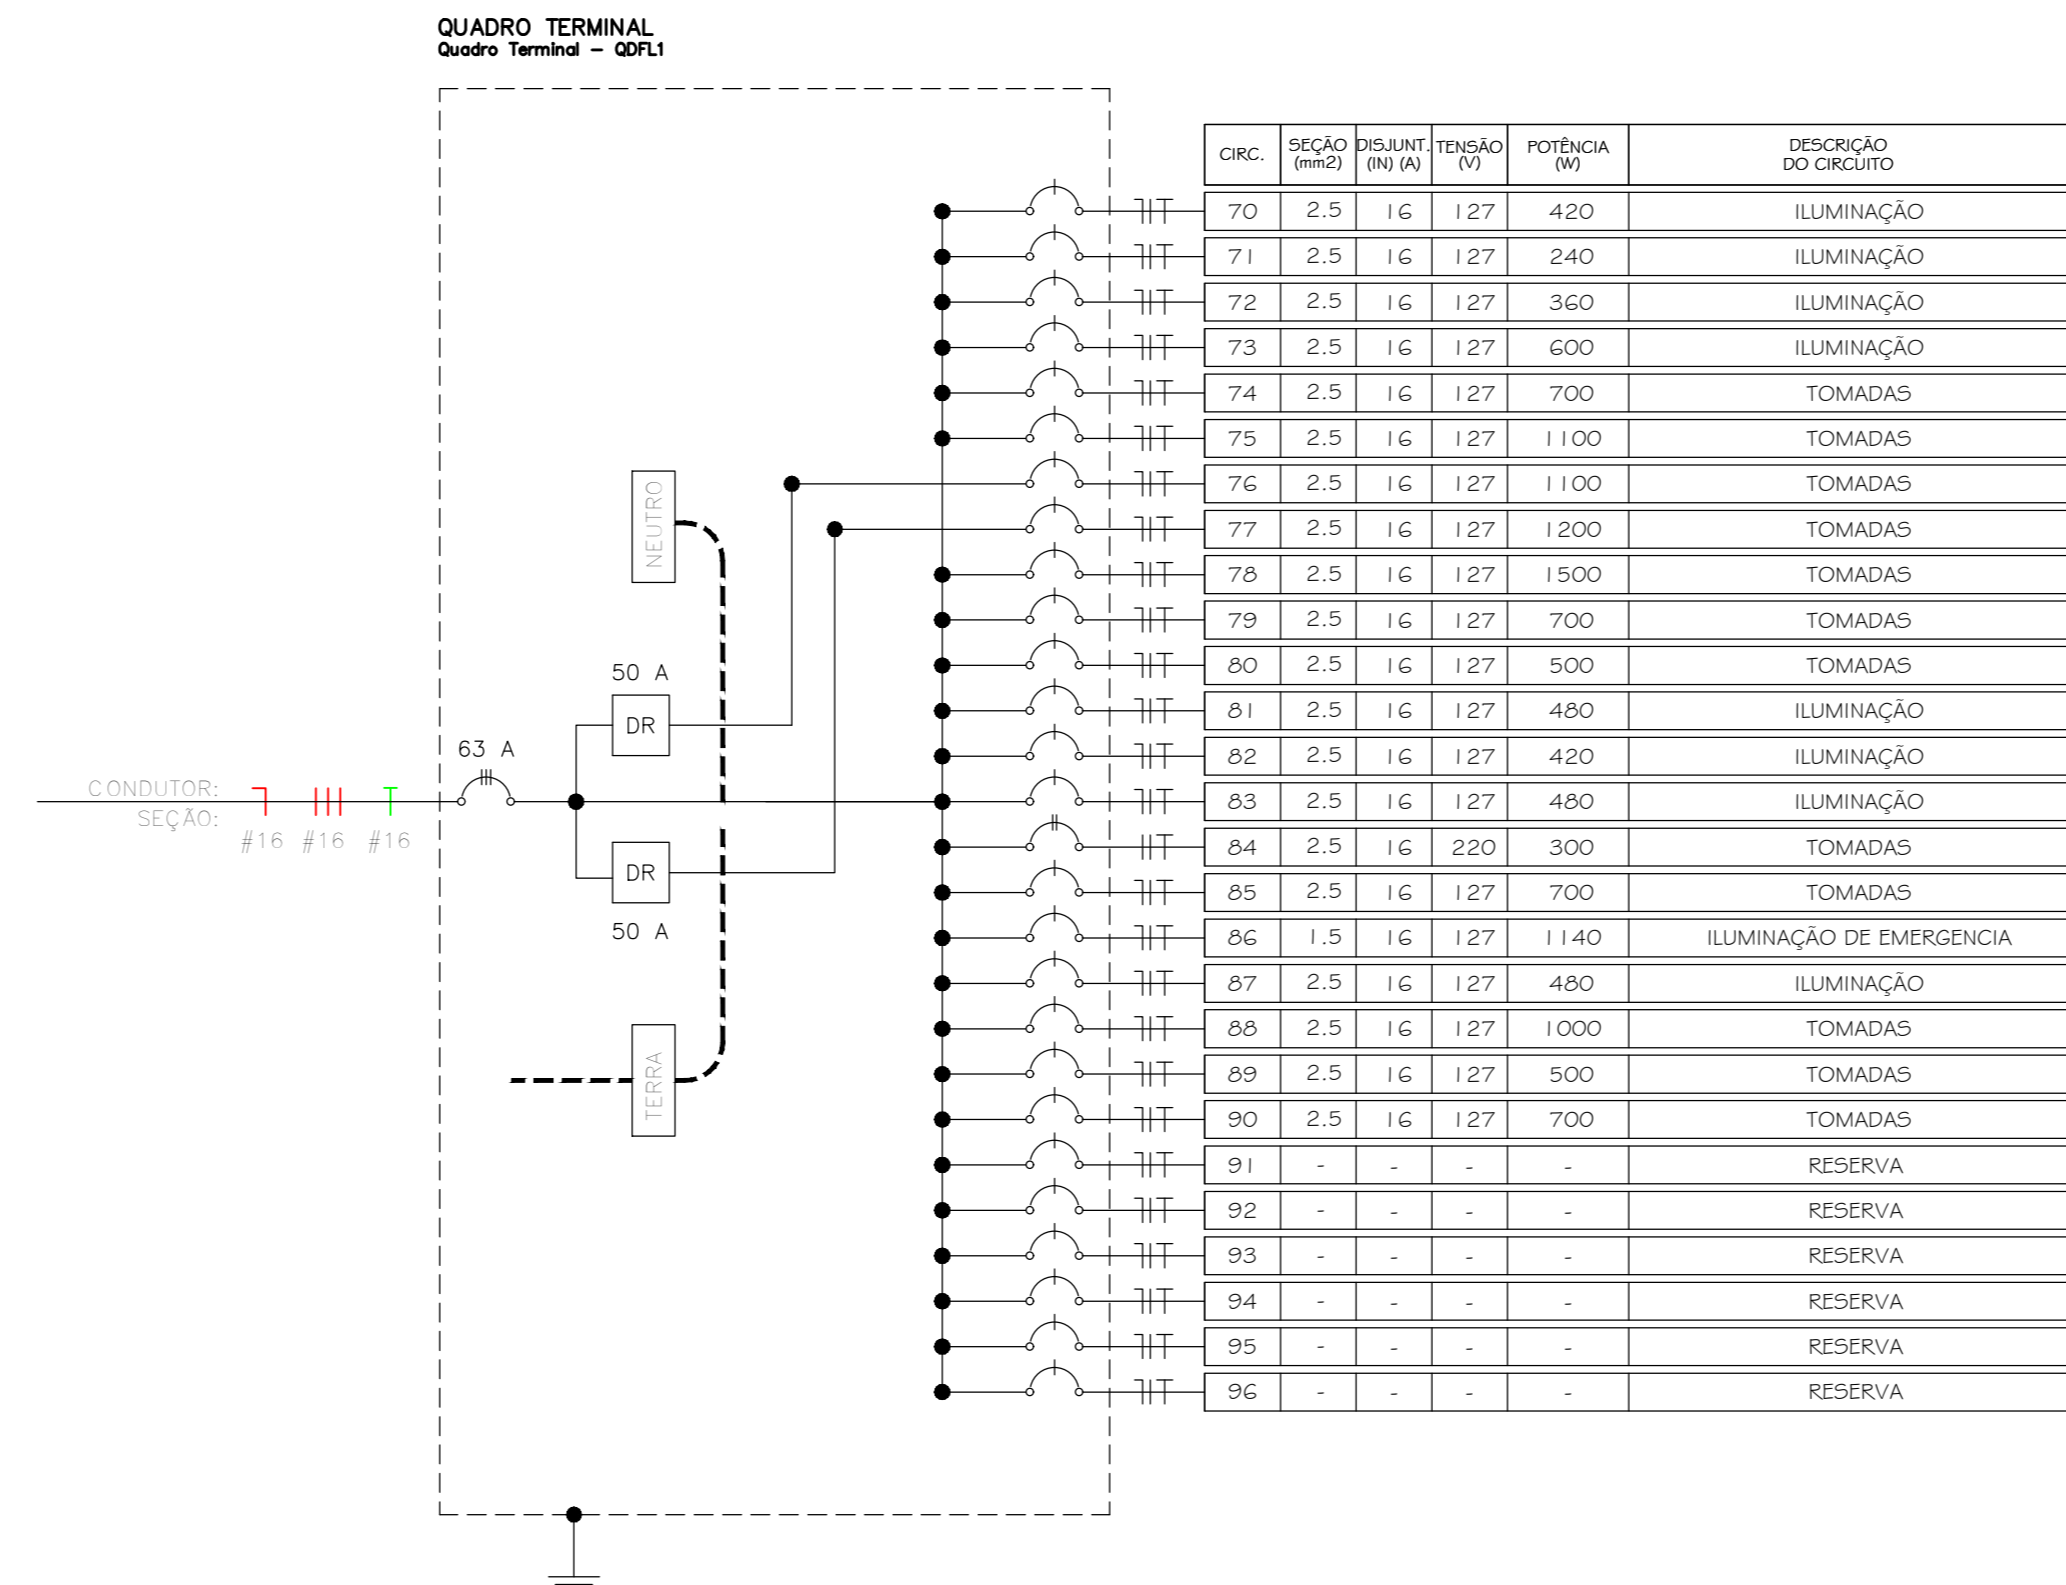 QUADRO TERMINAL
Quadro Terminal – QDFL1
CIRC. SEÇÃO (mm2) DISJUNT. (IN) (A) TENSÃO (V) POTÊNCIA (W) DESCRIÇÃO DO CIRCUITO
70 2.5 16 127 420 ILUMINAÇÃO
71 2.5 16 127 240 ILUMINAÇÃO
72 2.5 16 127 360 ILUMINAÇÃO
73 2.5 16 127 600 ILUMINAÇÃO
74 2.5 16 127 700 TOMADAS
75 2.5 16 127 1100 TOMADAS
76 2.5 16 127 1100 TOMADAS
77 2.5 16 127 1200 TOMADAS
78 2.5 16 127 1500 TOMADAS
79 2.5 16 127 700 TOMADAS
80 2.5 16 127 500 TOMADAS
81 2.5 16 127 480 ILUMINAÇÃO
82 2.5 16 127 420 ILUMINAÇÃO
83 2.5 16 127 480 ILUMINAÇÃO
84 2.5 16 220 300 TOMADAS
85 2.5 16 127 700 TOMADAS
86 1.5 16 127 1140 ILUMINAÇÃO DE EMERGENCIA
87 2.5 16 127 480 ILUMINAÇÃO
88 2.5 16 127 1000 TOMADAS
89 2.5 16 127 500 TOMADAS
90 2.5 16 127 700 TOMADAS
91 - - - - RESERVA
92 - - - - RESERVA
93 - - - - RESERVA
94 - - - - RESERVA
95 - - - - RESERVA
96 - - - - RESERVA
NEUTRO
50 A
DR
63 A
CONDUTOR:
SEÇÃO:
#16 #16 #16
DR
50 A
TERRA